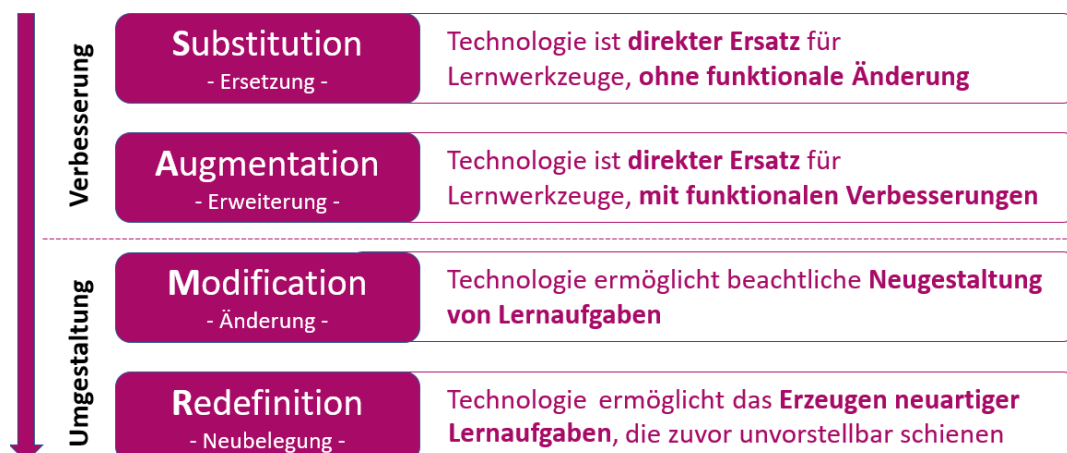 Verbesserung
Substitution
- Ersetzung -
Technologie ist direkter Ersatz für
Lernwerkzeuge, ohne funktionale Änderung
Augmentation
- Erweiterung -
Technologie ist direkter Ersatz für
Lernwerkzeuge, mit funktionalen Verbesserungen
Umgestaltung
Modification
- Änderung -
Technologie ermöglicht beachtliche Neugestaltung
von Lernaufgaben
Redefinition
- Neubelegung -
Technologie ermöglicht das Erzeugen neuartiger
Lernaufgaben, die zuvor unvorstellbar schienen